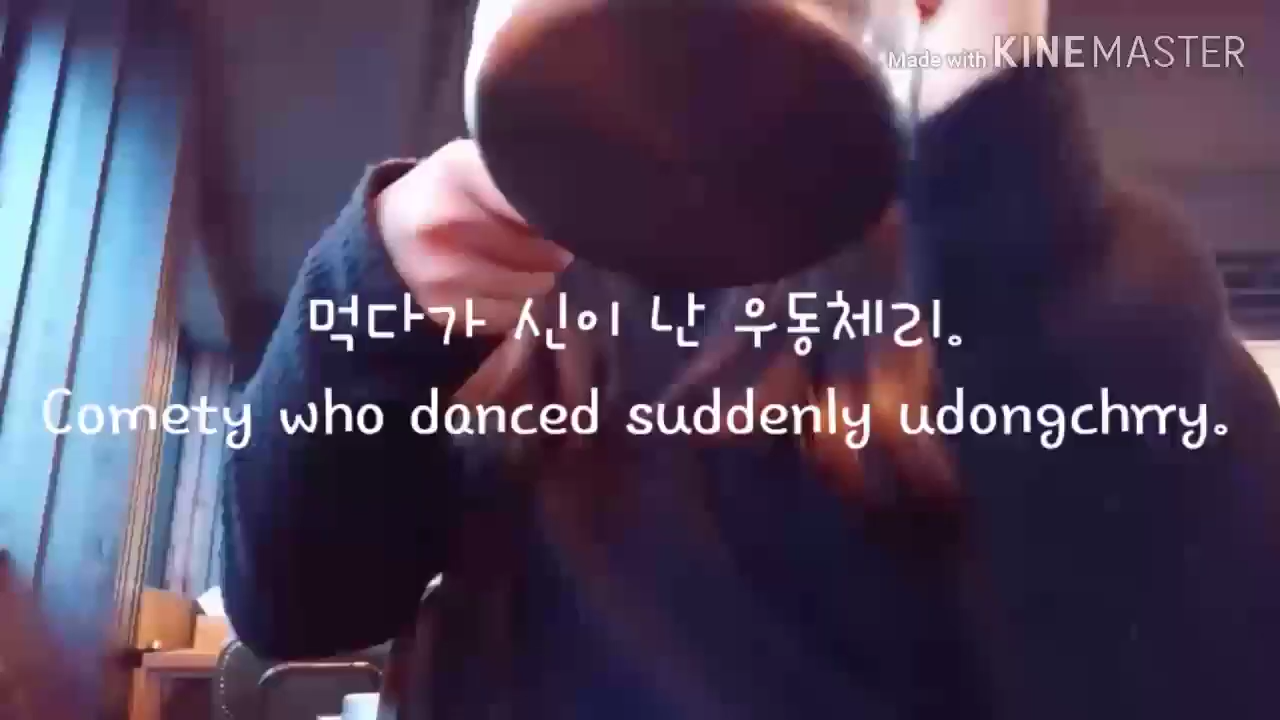 Made with KINEMASTER
먹다가 신이 난 우동체리.
Comety who danced suddenly udongchrry.